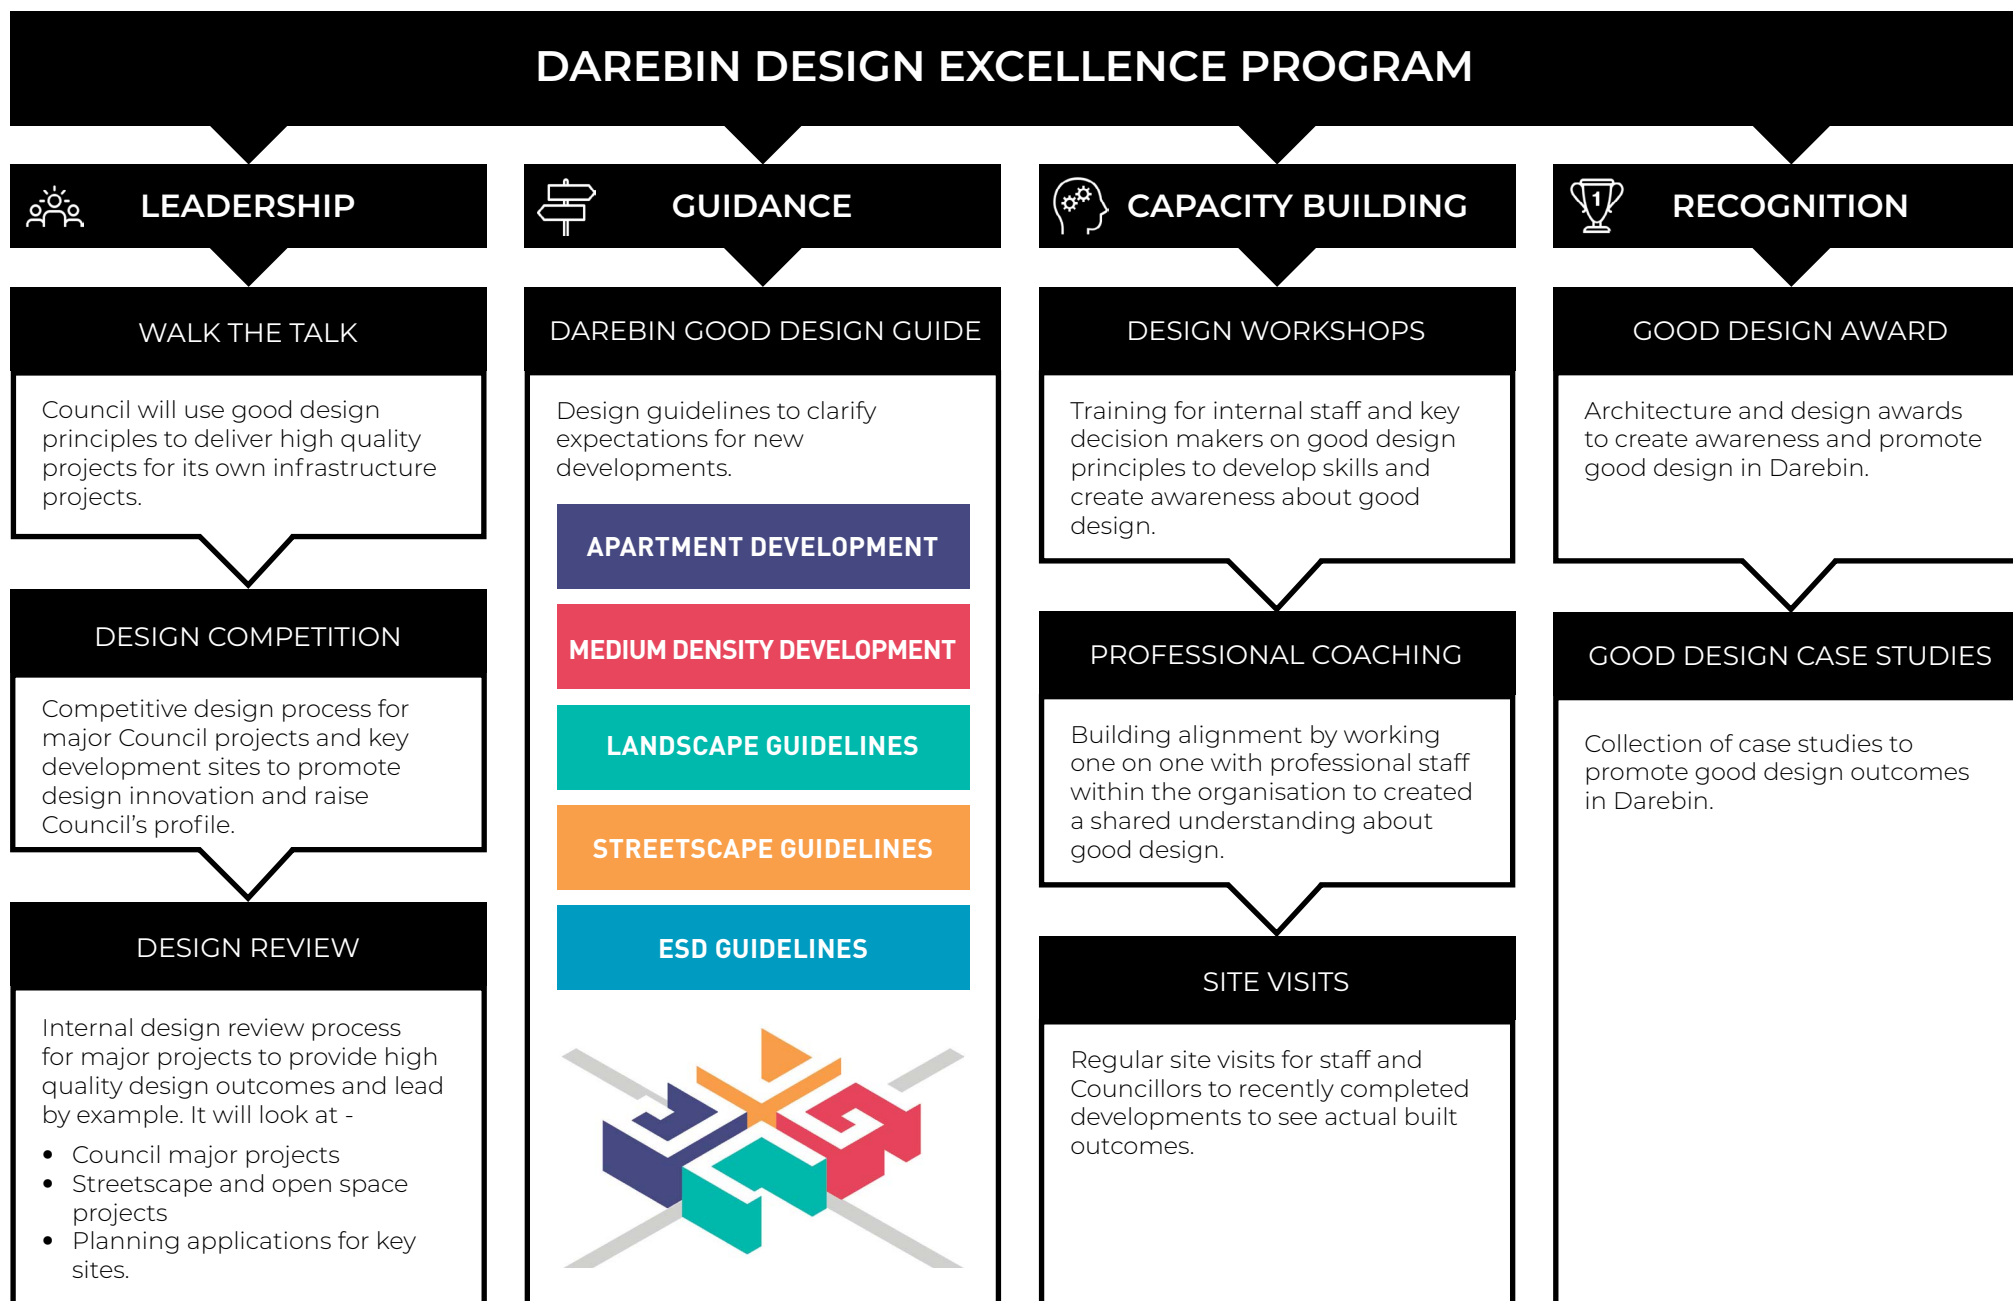 DAREBIN DESIGN EXCELLENCE PROGRAM
LEADERSHIP
WALK THE TALK
Council will use good design
principles to deliver high quality
projects for its own infrastructure
projects.
DESIGN COMPETITION
Competitive design process for
major Council projects and key
development sites to promote
design innovation and raise
Council’s profile.
DESIGN REVIEW
Internal design review process
for major projects to provide high
quality design outcomes and lead
by example. It will look at -
• Council major projects
• Streetscape and open space
projects
• Planning applications for key
sites.
GUIDANCE
DAREBIN GOOD DESIGN GUIDE
Design guidelines to clarify
expectations for new
developments.
APARTMENT DEVELOPMENT
MEDIUM DENSITY DEVELOPMENT
LANDSCAPE GUIDELINES
STREETSCAPE GUIDELINES
ESD GUIDELINES
CAPACITY BUILDING
DESIGN WORKSHOPS
Training for internal staff and key
decision makers on good design
principles to develop skills and
create awareness about good
design.
PROFESSIONAL COACHING
Building alignment by working
one on one with professional staff
within the organisation to created
a shared understanding about
good design.
SITE VISITS
Regular site visits for staff and
Councillors to recently completed
developments to see actual built
outcomes.
1
RECOGNITION
GOOD DESIGN AWARD
Architecture and design awards
to create awareness and promote
good design in Darebin.
GOOD DESIGN CASE STUDIES
Collection of case studies to
promote good design outcomes
in Darebin.